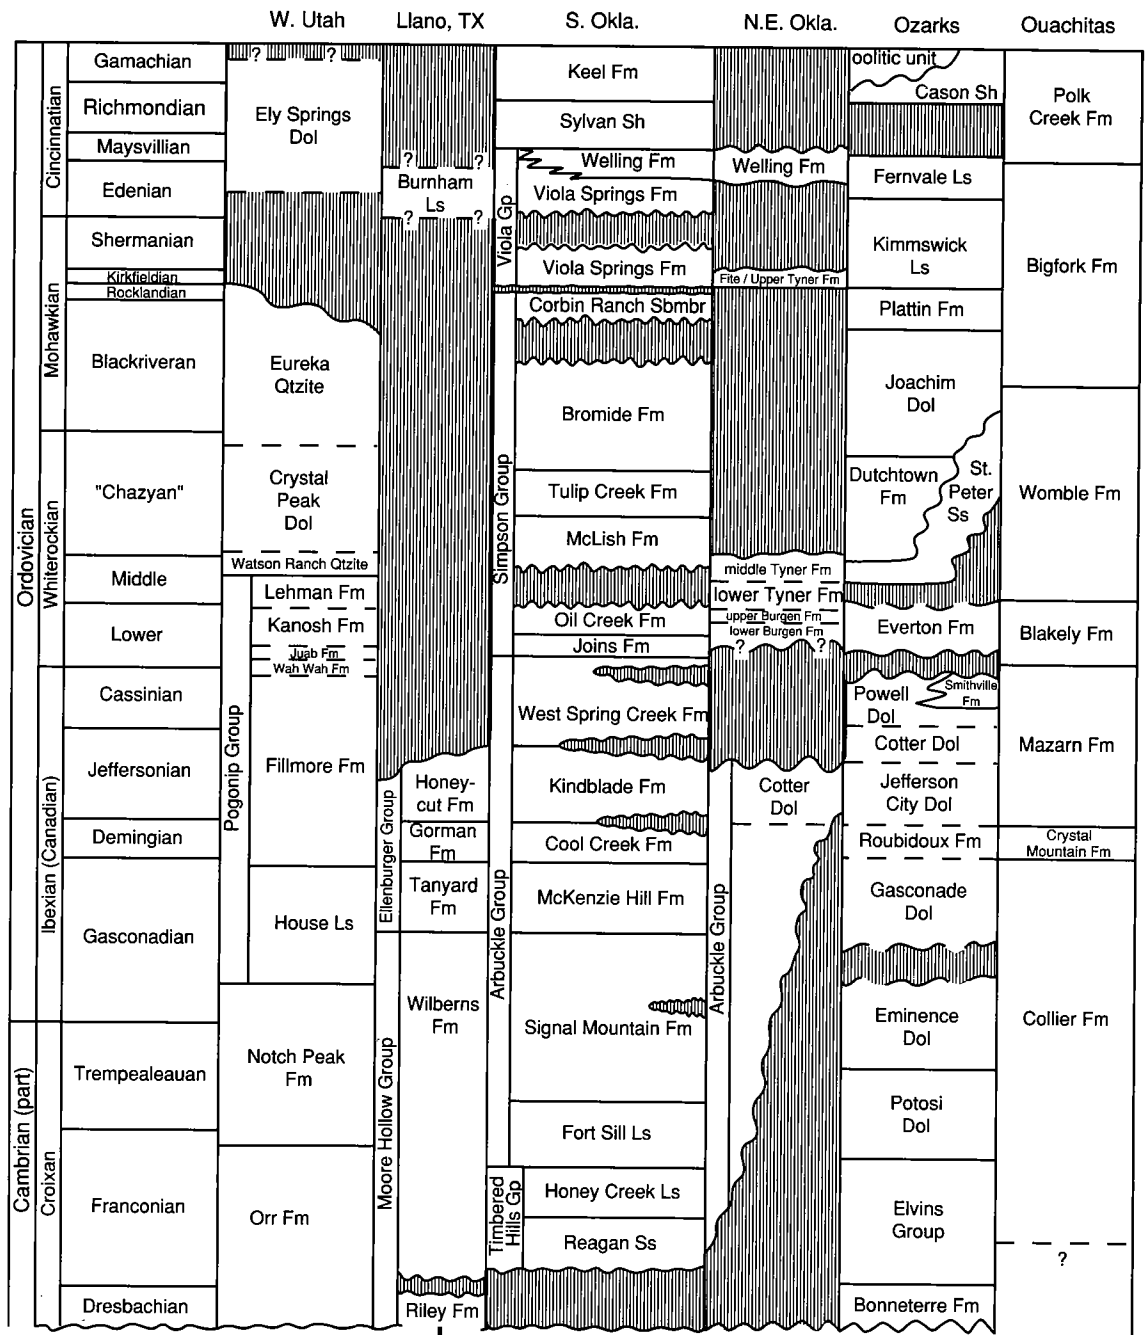 W. Utah
Llano, TX
S. Okla.
N.E. Okla.
Ozarks
Ouachitas
Ordovician
Cambrian (part)
Cincinnatian
Mohawkian
Whiterockian
Ibexian (Canadian)
Croixan
Gamachian
Richmondian
Maysvillian
Edenian
Shermanian
Kirkfieldian
Rocklandian
Blackriveran
"Chazyan"
Middle
Lower
Cassinian
Jeffersonian
Demingian
Gasconadian
Trempealeauan
Franconian
Dresbachian
? ?
Ely Springs
Dol
Eureka
Qtzite
Crystal
Peak
Dol
Watson Ranch Qtzite
Pogonip Group
Lehman Fm
Kanosh Fm
Juab Fm
Wah Wah Fm
Fillmore Fm
House Ls
Notch Peak
Fm
Orr Fm
? ?
Burnham
Ls
? ?
Ellenburger Group
Honey-
cut Fm
Gorman
Fm
Tanyard
Fm
Moore Hollow Group
Wilberns
Fm
Riley Fm
Keel Fm
Sylvan Sh
Viola Gp
Welling Fm
Viola Springs Fm
Viola Springs Fm
Simpson Group
Corbin Ranch Sbmbr
Bromide Fm
Tulip Creek Fm
McLish Fm
Oil Creek Fm
Joins Fm
Arbuckle Group
West Spring Creek Fm
Kindblade Fm
Cool Creek Fm
McKenzie Hill Fm
Signal Mountain Fm
Fort Sill Ls
Timbered
Hills Gp
Honey Creek Ls
Reagan Ss
Welling Fm
Fite / Upper Tyner Fm
middle Tyner Fm
lower Tyner Fm
upper Burgen Fm
lower Burgen Fm
? ?
Arbuckle Group
Cotter
Dol
oolitic unit
Cason Sh
Fernvale Ls
Kimmswick
Ls
Plattin Fm
Joachim
Dol
Dutchtown
Fm
St.
Peter
Ss
Everton Fm
Powell
Dol
Smithville
Fm
Cotter Dol
Jefferson
City Dol
Roubidoux Fm
Gasconade
Dol
Eminence
Dol
Potosi
Dol
Elvins
Group
Bonneterre Fm
Polk
Creek Fm
Bigfork Fm
Womble Fm
Blakely Fm
Mazarn Fm
Crystal
Mountain Fm
Collier Fm
?